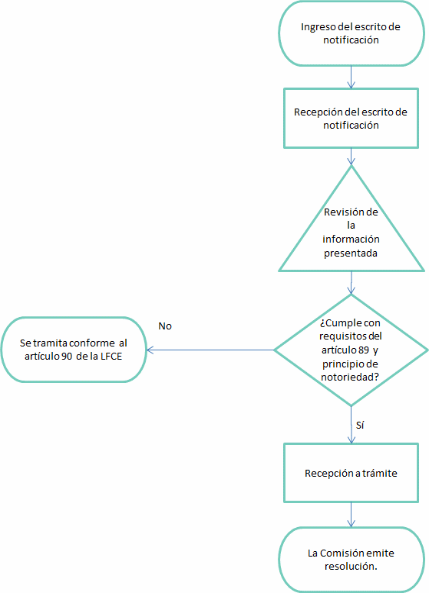 Ingreso del escrito de
notificación
Recepción del escrito de
notificación
Revisión de
la
información
presentada
¿Cumple con
requisitos del
artículo 89 y
principio de
notoriedad?
No
Se tramita conforme al
artículo 90 de la LFCE
Sí
Recepción a trámite
La Comisión emite
resolución.